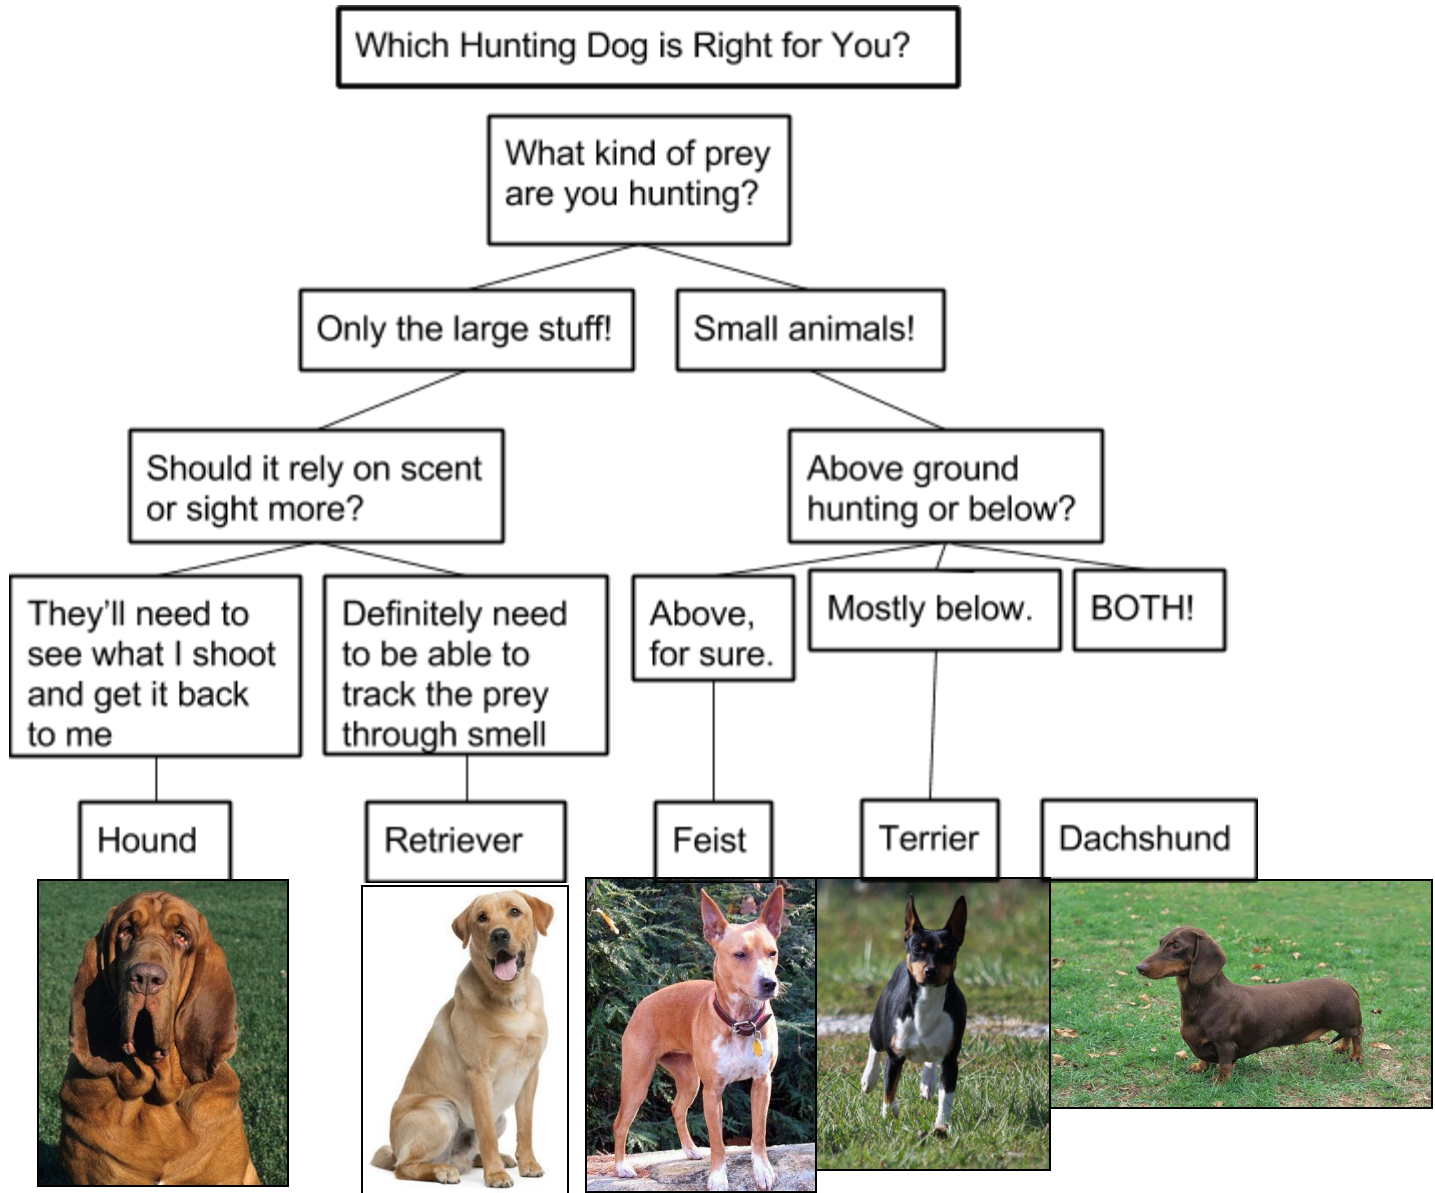 Which Hunting Dog is Right for You?
What kind of prey
are you hunting?
Only the large stuff!
Small animals!
Should it rely on scent
or sight more?
Above ground
hunting or below?
They'll need to
see what I shoot
and get it back
to me
Definitely need
to be able to
track the prey
through smell
Above,
for sure.
Mostly below.
BOTH!
Hound
Retriever
Feist
Terrier
Dachshund